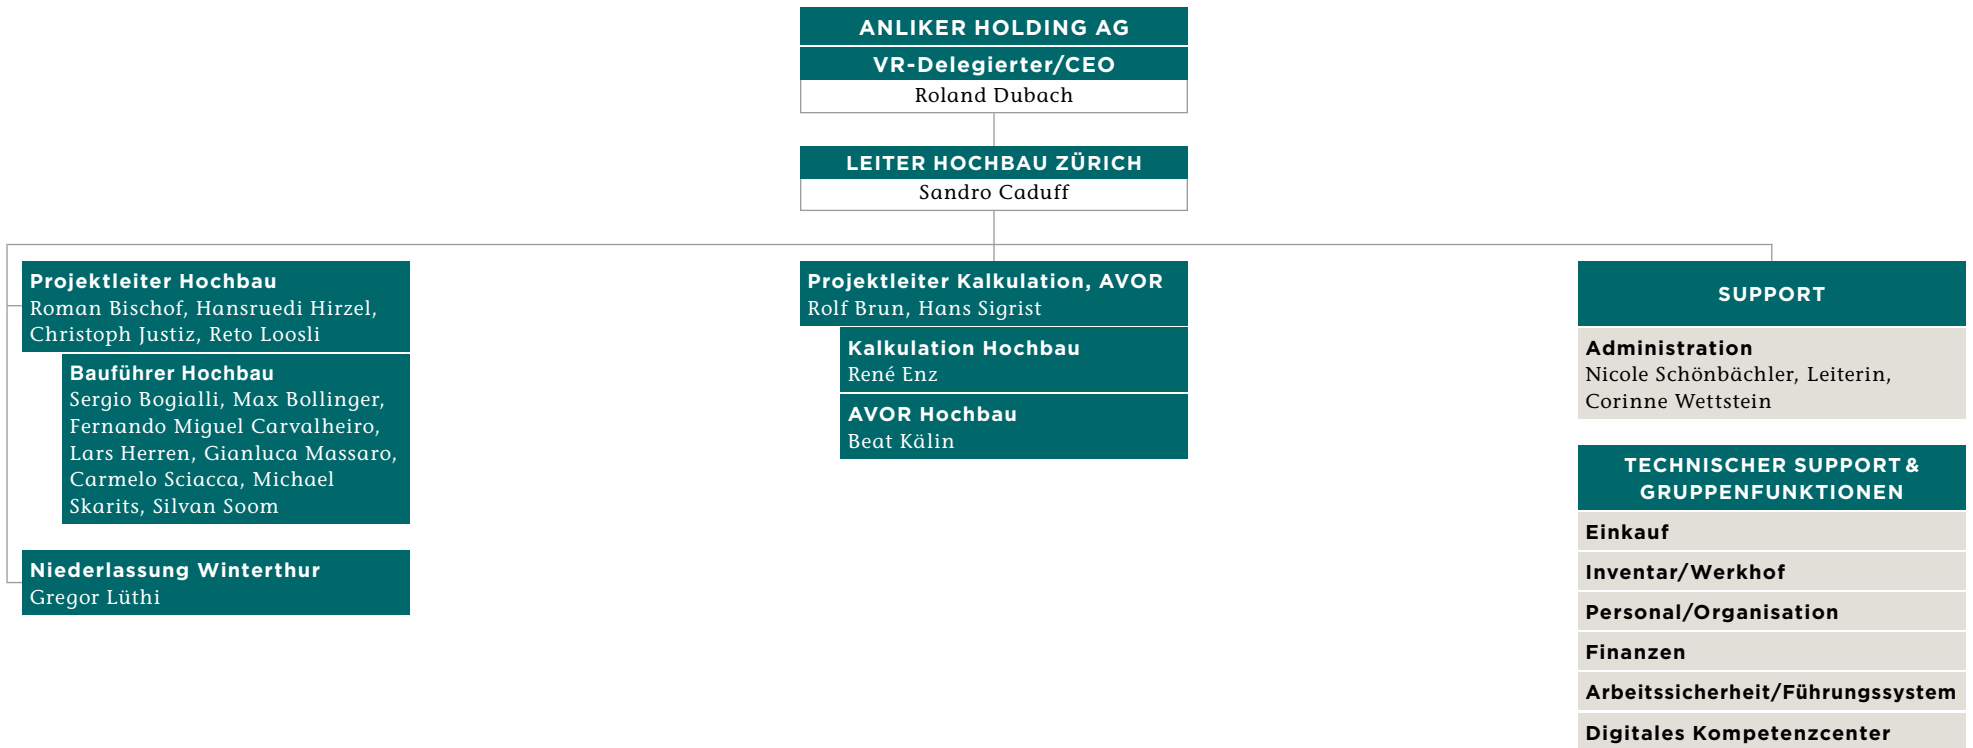 ANLIKER HOLDING AG
VR-Delegierter/CEO
Roland Dubach
LEITER HOCHBAU ZÜRICH
Sandro Caduff
Projektleiter Hochbau
Roman Bischof, Hansruedi Hirzel,
Christoph Justiz, Reto Loosli
Bauführer Hochbau
Sergio Bogialli, Max Bollinger,
Fernando Miguel Carvalheiro,
Lars Herren, Gianluca Massaro,
Carmelo Sciacca, Michael
Skarits, Silvan Soom
Niederlassung Winterthur
Gregor Lüthi
Projektleiter Kalkulation, AVOR
Rolf Brun, Hans Sigrist
Kalkulation Hochbau
René Enz
AVOR Hochbau
Beat Kälin
SUPPORT
Administration
Nicole Schönbächler, Leiterin,
Corinne Wettstein
TECHNISCHER SUPPORT &
GRUPPENFUNKTIONEN
Einkauf
Inventar/Werkhof
Personal/Organisation
Finanzen
Arbeitssicherheit/Führungssystem
Digitales Kompetenzcenter